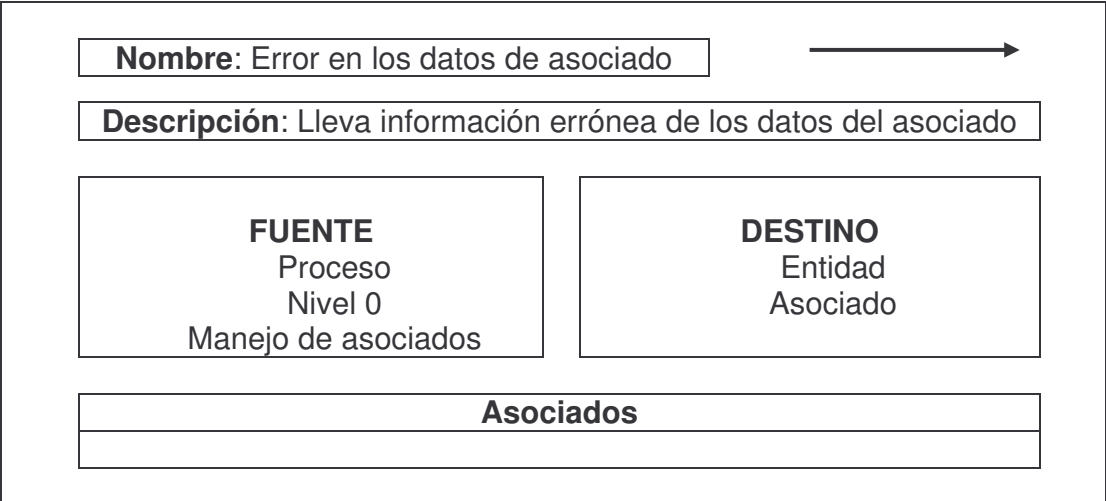 Nombre: Error en los datos de asociado
Descripción: Lleva información errónea de los datos del asociado
FUENTE
Proceso
Nivel 0
Manejo de asociados
DESTINO
Entidad
Asociado
Asociados